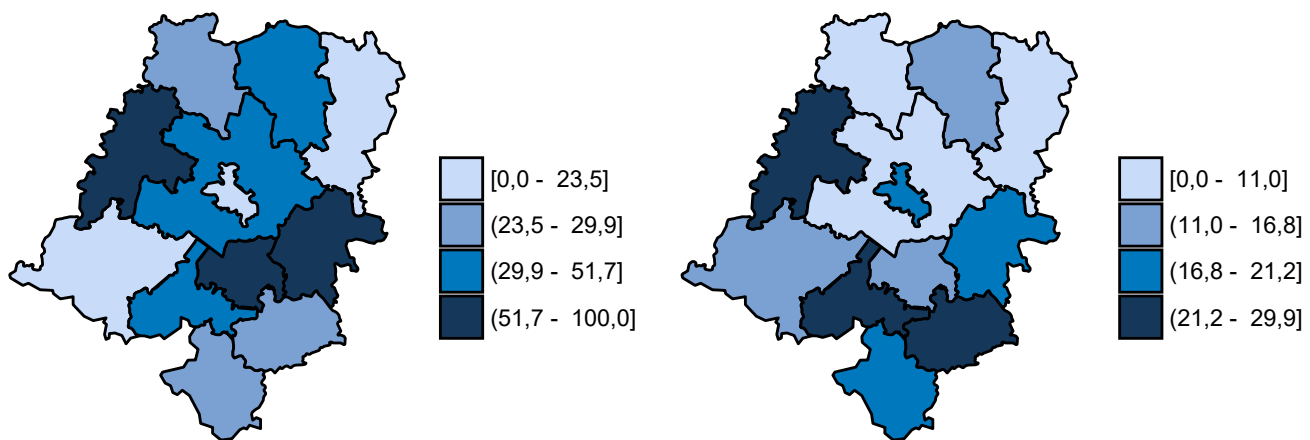 [0,0 - 23,5]
(23,5 - 29,9]
(29,9 - 51,7]
(51,7 - 100,0]
[0,0 - 11,0]
(11,0 - 16,8]
(16,8 - 21,2]
(21,2 - 29,9]